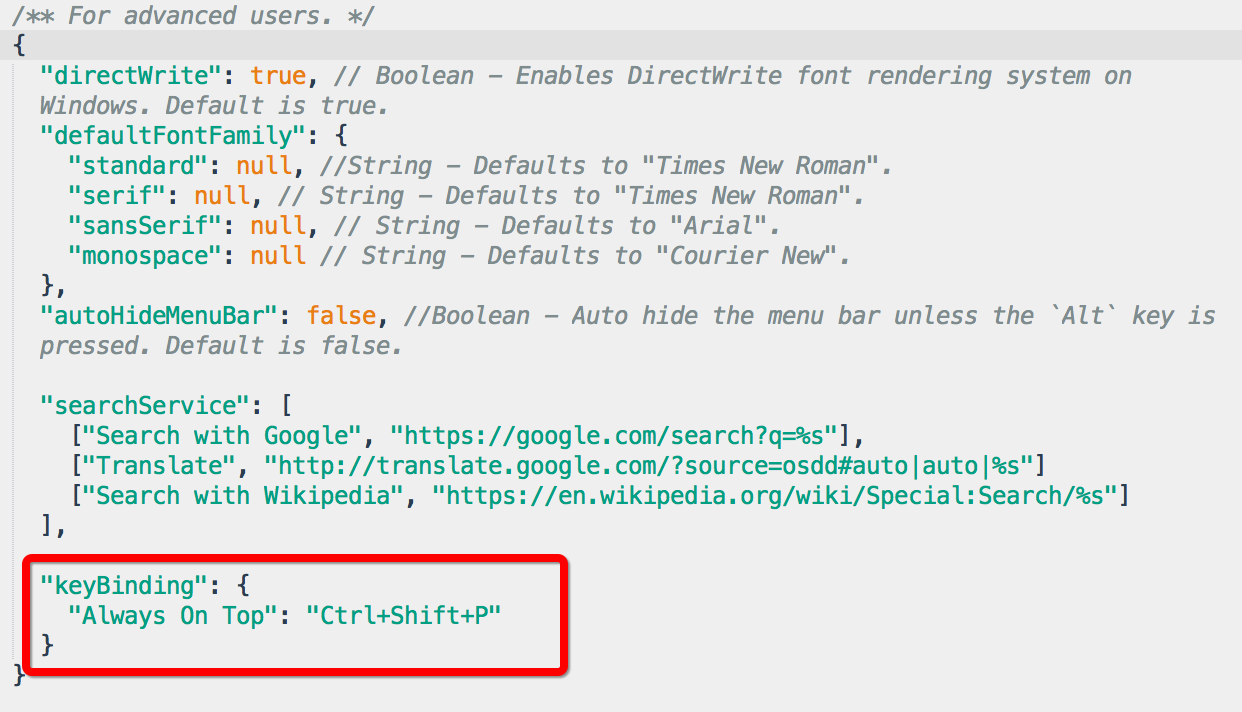 /** For advanced users. */
{
"directWrite": true, // Boolean – Enables DirectWrite font rendering system on
Windows. Default is true.
"defaultFontFamily": {
"standard": null, //String – Defaults to "Times New Roman".
"serif": null, // String – Defaults to "Times New Roman".
"sansSerif": null, // String – Defaults to "Arial".
"monospace": null // String – Defaults to "Courier New".
},
"autoHideMenuBar": false, //Boolean – Auto hide the menu bar unless the `Alt` key is
pressed. Default is false.
"searchService": [
["Search with Google", "https://google.com/search?q=%s"],
["Translate", "http://translate.google.com/?source=osdd#auto|auto|%s"]
["Search with Wikipedia", "https://en.wikipedia.org/wiki/Special:Search/%s"]
],
"keyBinding": {
"Always On Top": "Ctrl+Shift+P"
}
}